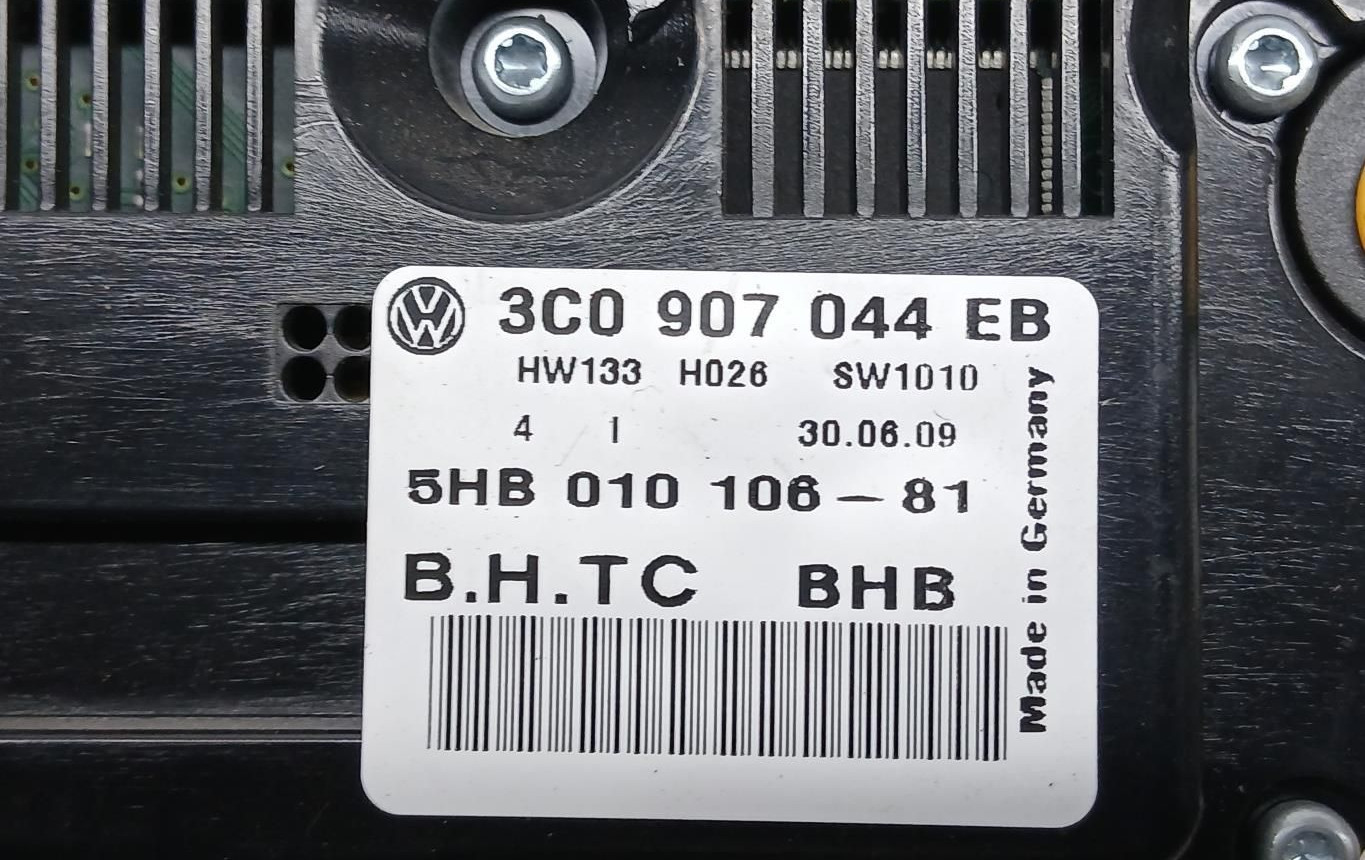 3C0 907 044 EB
HW133 H026 SW1010
4 I 30.06.09
5HB 010 106-81
B.H.TC BHB
Made in Germany